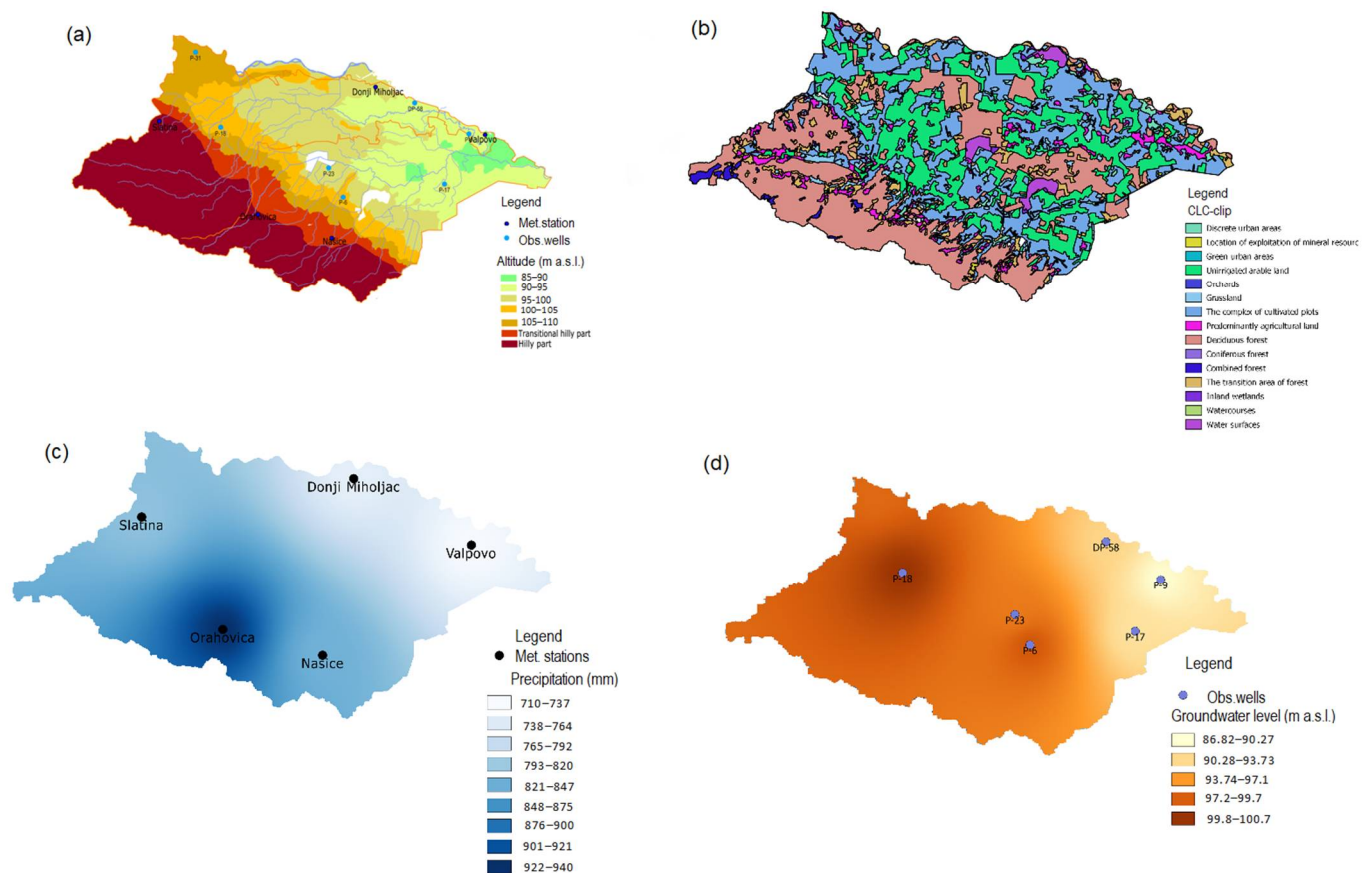 (a)
P-21
Donji Miholjac
DP-58
Slatina
P-18
Valpovo
P-23
P-17
P-6
Orahovica
Nasice
Legend
Met.station
Obs.wells
Altitude (m a.s.l.)
85–90
90–95
95-100
100–105
105–110
Transitional hilly part
Hilly part
(b)
Legend
CLC-clip
Discrete urban areas
Location of exploitation of mineral resourc
Green urban areas
Unirrigated arable land
Orchards
Grassland
The complex of cultivated plots
Predominantly agricultural land
Deciduous forest
Coniferous forest
Combined forest
The transition area of forest
Inland wetlands
Watercourses
Water surfaces
(c)
Donji Miholjac
Slatina
Valpovo
Orahovica
Nasice
Legend
Met. stations
Precipitation (mm)
710–737
738–764
765–792
793–820
821–847
848–875
876–900
901–921
922–940
(d)
DP-58
P-18
P-9
P-23
P-17
P-6
Legend
Obs.wells
Groundwater level (m a.s.l.)
86.82–90.27
90.28–93.73
93.74–97.1
97.2–99.7
99.8–100.7